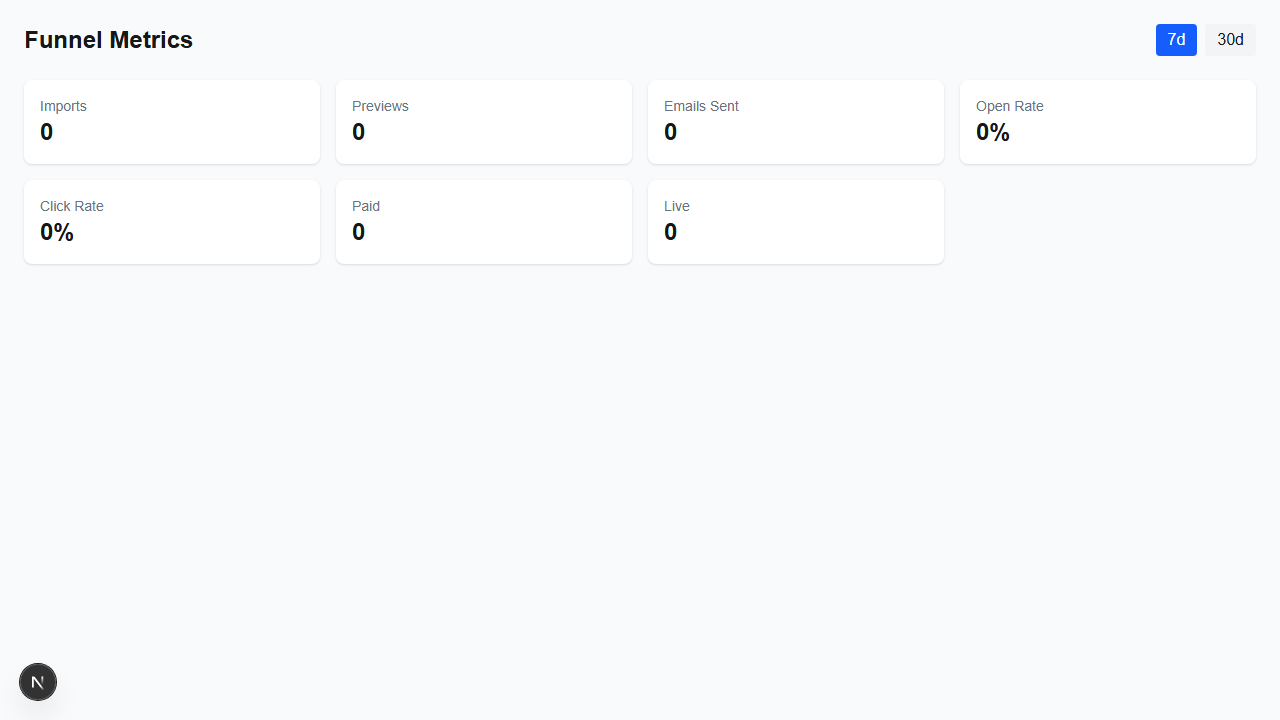 Funnel Metrics
7d 30d
Imports
0
Previews
0
Emails Sent
0
Open Rate
0%
Click Rate
0%
Paid
0
Live
0
N